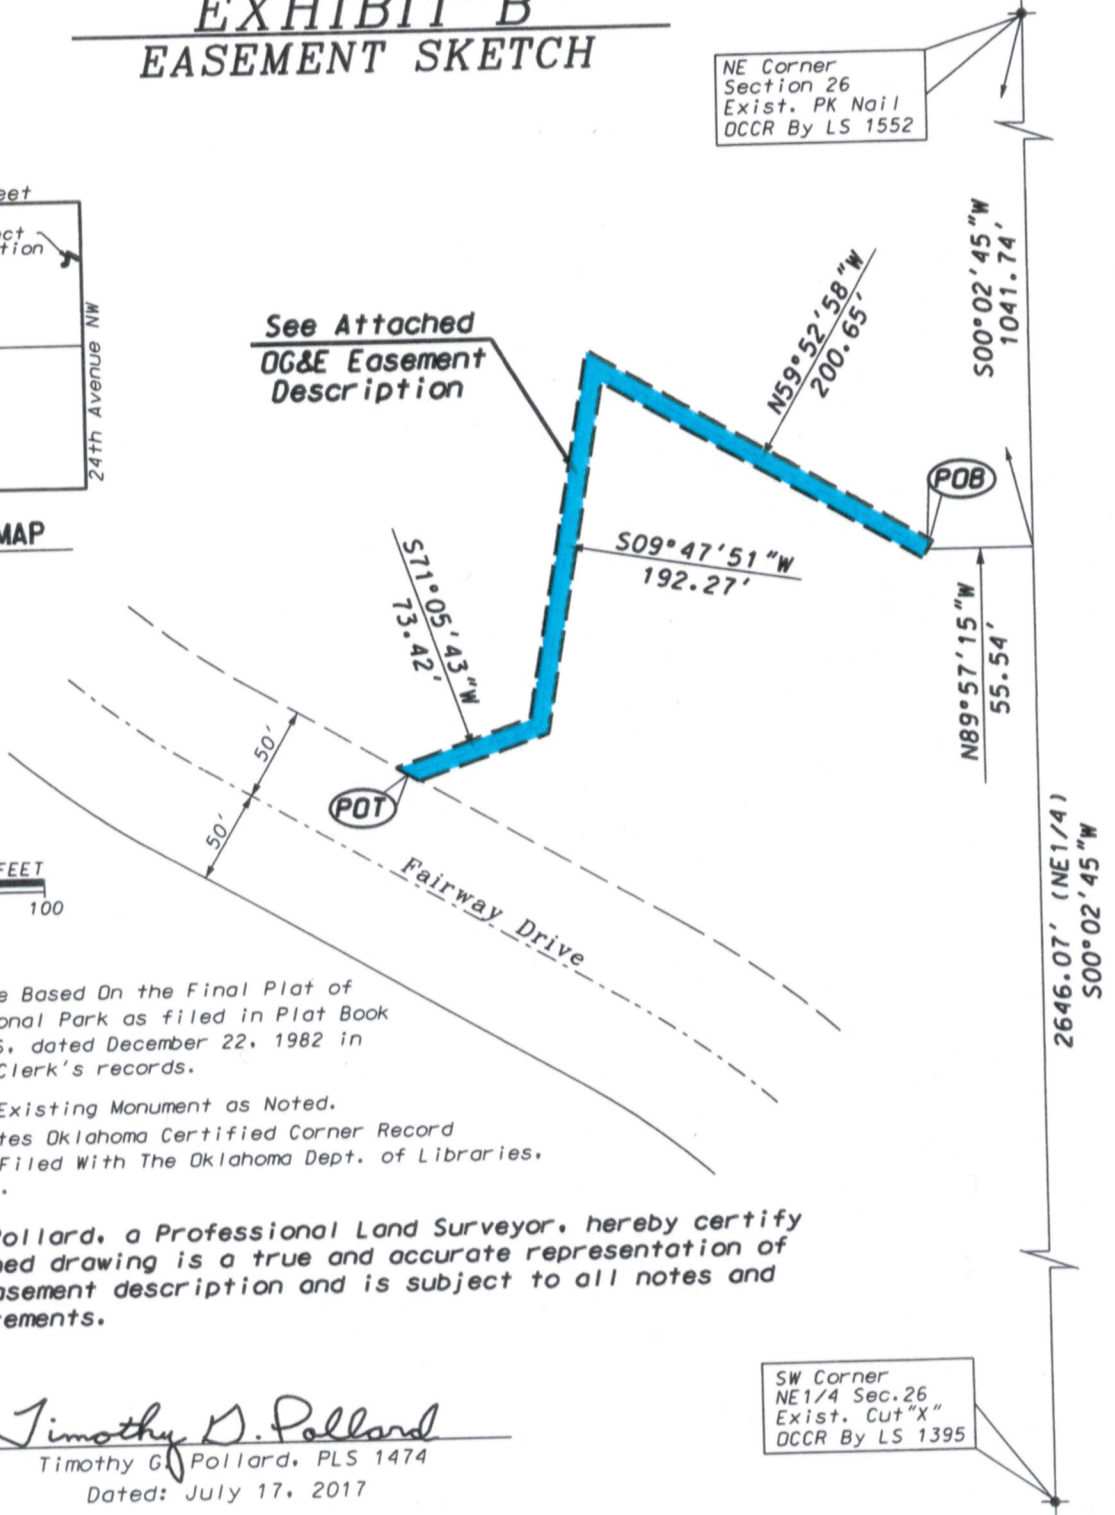 EXHIBIT B
EASEMENT SKETCH
NE Corner
Section 26
Exist. PK Nail
OCCR By LS 1552
24th Avenue NW
MAP
See Attached
OG&E Easement
Description
N59°52'58"W
200.65'
S00°02'45"W
1041.74'
POB
S09°47'51"W
192.27'
S71°05'43"W
73.42'
N89°57'15"W
55.54'
50'
50'
POT
Fairway Drive
FEET
100
2646.07' (NE1/4)
S00°02'45"W
Based On the Final Plat of
onal Park as filed in Plat Book
dated December 22, 1982 in
Clerk's records.
Existing Monument as Noted.
tes Oklahoma Certified Corner Record
Filed With The Oklahoma Dept. of Libraries.
ollard, a Professional Land Surveyor, hereby certify
ed drawing is a true and accurate representation of
asement description and is subject to all notes and
ements.
Timothy G. Pollard
Timothy G. Pollard, PLS 1474
Dated: July 17, 2017
SW Corner
NE1/4 Sec.26
Exist. Cut"X"
OCCR By LS 1395